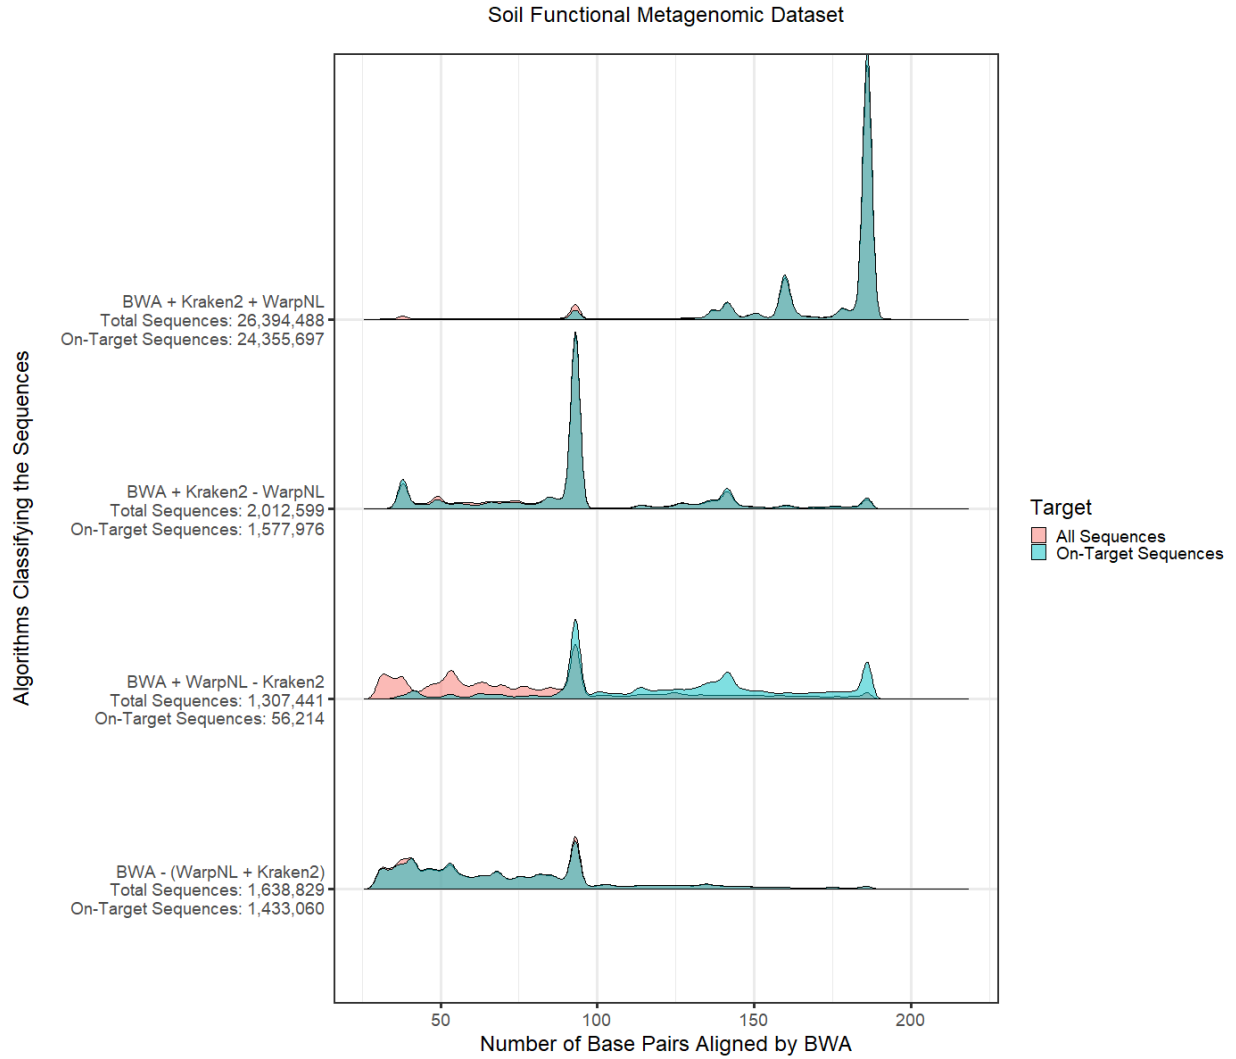 Soil Functional Metagenomic Dataset
Algorithms Classifying the Sequences
BWA + Kraken2 + WarpNL
Total Sequences: 26,394,488
On-Target Sequences: 24,355,697
BWA + Kraken2 - WarpNL
Total Sequences: 2,012,599
On-Target Sequences: 1,577,976
BWA + WarpNL - Kraken2
Total Sequences: 1,307,441
On-Target Sequences: 56,214
BWA - (WarpNL + Kraken2)
Total Sequences: 1,638,829
On-Target Sequences: 1,433,060
50 100 150 200
Number of Base Pairs Aligned by BWA
Target
All Sequences
On-Target Sequences